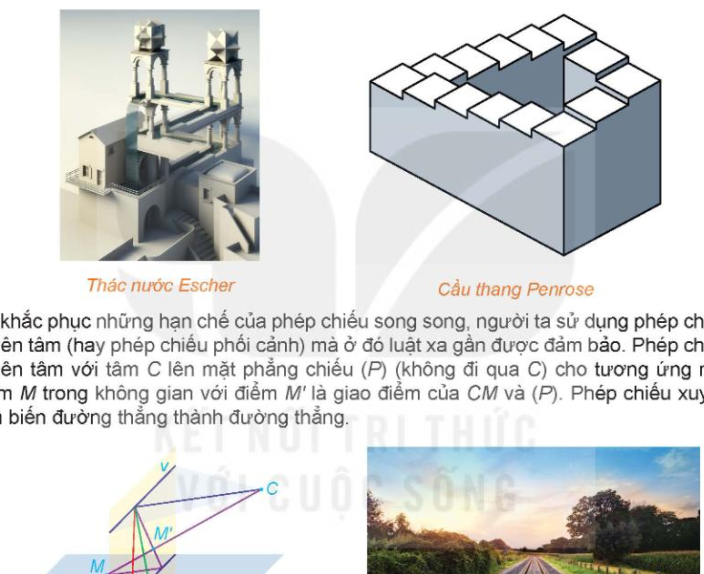 Thác nước Escher
Cầu thang Penrose
khắc phục những hạn chế của phép chiếu song song, người ta sử dụng phép ch
ên tâm (hay phép chiếu phối cảnh) mà ở đó luật xa gần được đảm bảo. Phép ch
ên tâm với tâm C lên mặt phẳng chiếu (P) (không đi qua C) cho tương ứng m
m M trong không gian với điểm M' là giao điểm của CM và (P). Phép chiếu xuy
biến đường thẳng thành đường thẳng.
KẾT NỐI TRI THỨC
VỚI CUỘC SỐNG
v
C
M'
M